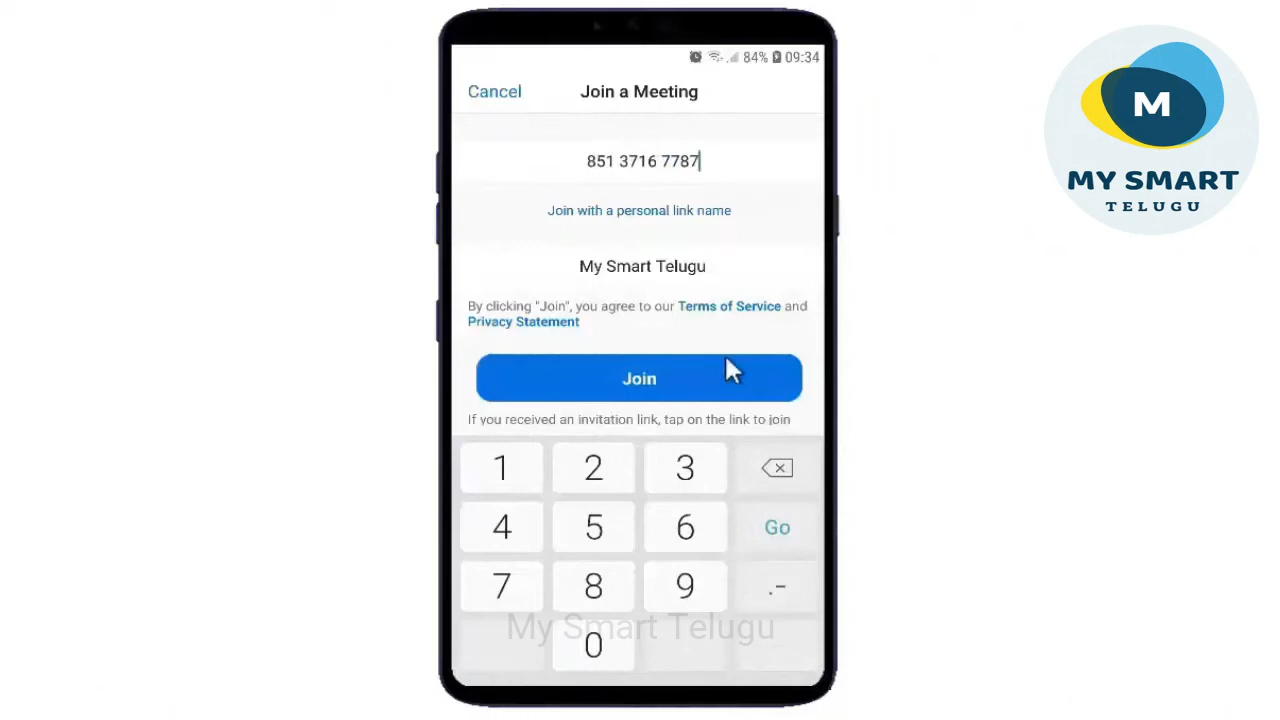 84% 09:34
Cancel Join a Meeting
851 3716 7787
Join with a personal link name
My Smart Telugu
By clicking "Join", you agree to our Terms of Service and
Privacy Statement
Join
If you received an invitation link, tap on the link to join
1 2 3
4 5 6 Go
7 8 9 .-
My Smart Telugu
0
M
MY SMART
TELUGU